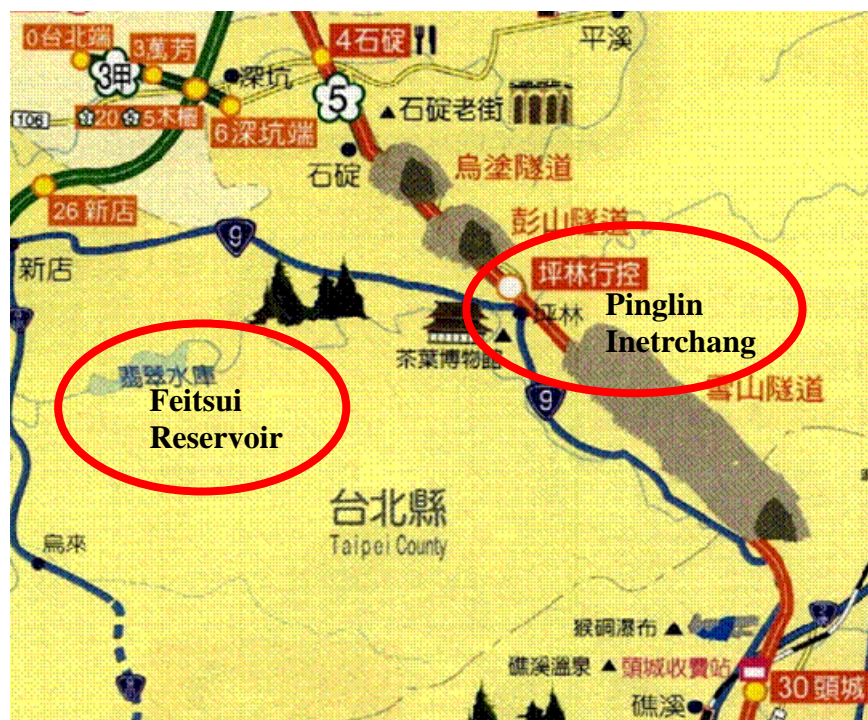 0台北端
3萬芳
3甲
深坑
4石碇
平溪
106
20
5木柵
6深坑端
5
石碇老街
石碇
烏塗隧道
26新店
彭山隧道
9
新店
坪林行控
Pinglin
坪林
Inetrchang
茶葉博物館
翡翠水庫
Feitsui
Reservoir
9
雪山隧道
台北縣
Taipei County
烏來
猴硐瀑布
礁溪溫泉
頭城收費站
礁溪
30頭城